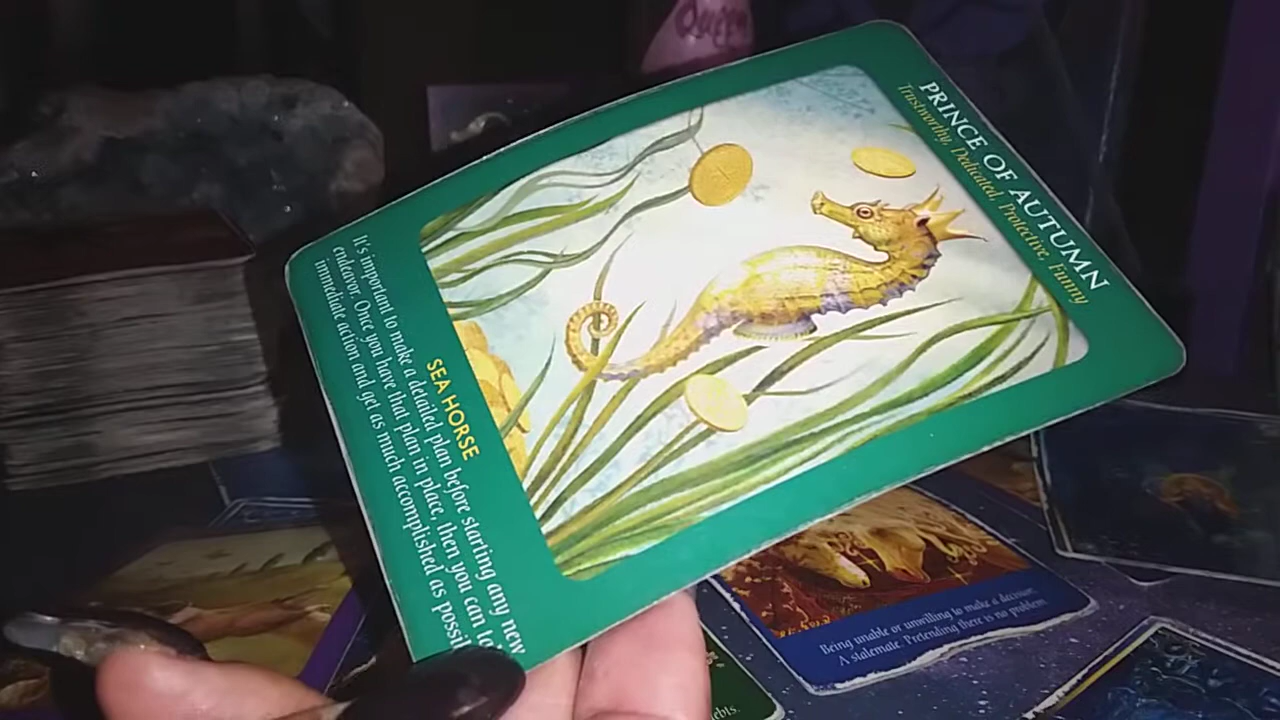 Queen
PRINCE OF AUTUMN
Trustworthy, Dedicated, Protective, Funny
SEA HORSE
It's important to make a detailed plan before starting any new
endeavor. Once you have that plan in place, then you can
immediate action and get as much accomplished as
Being unable or unwilling to make a decision.
A stalemate. Pretending there is no problem